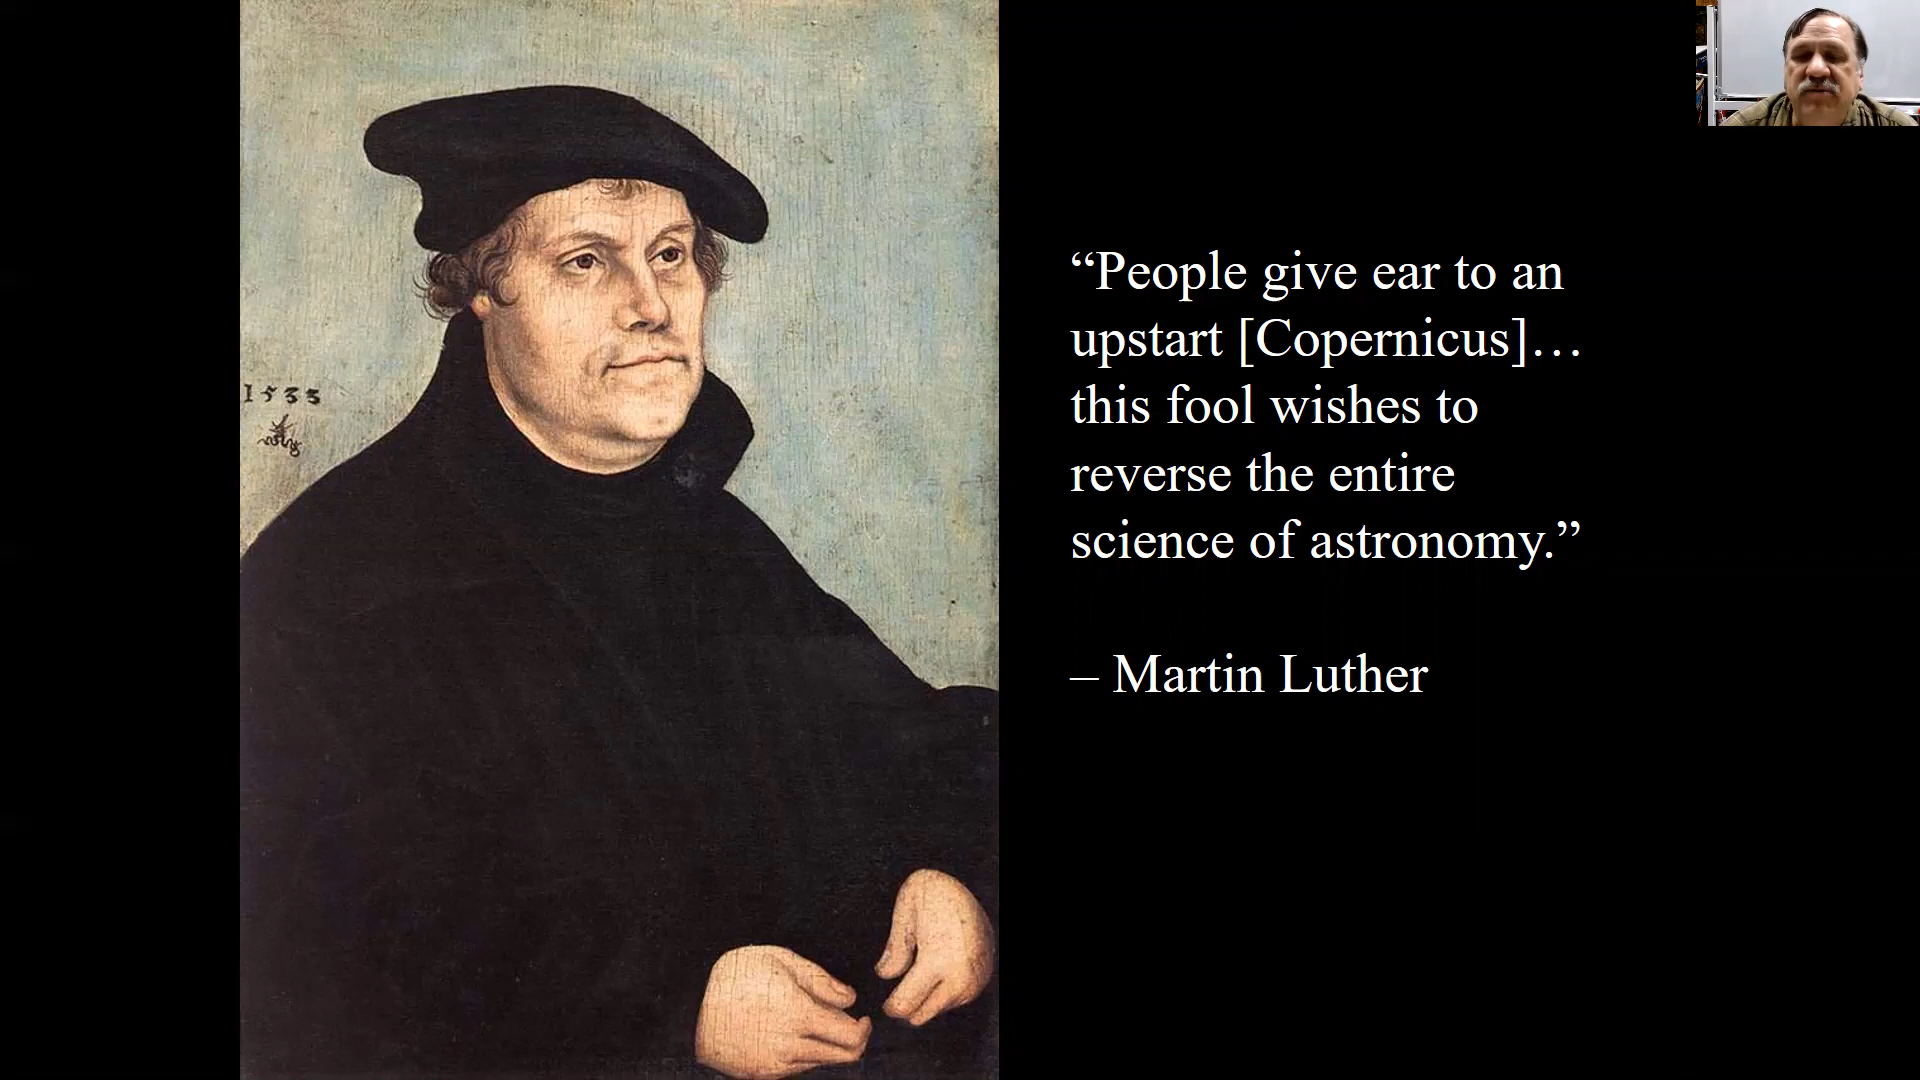 1533
“People give ear to an
upstart [Copernicus]…
this fool wishes to
reverse the entire
science of astronomy.”
– Martin Luther